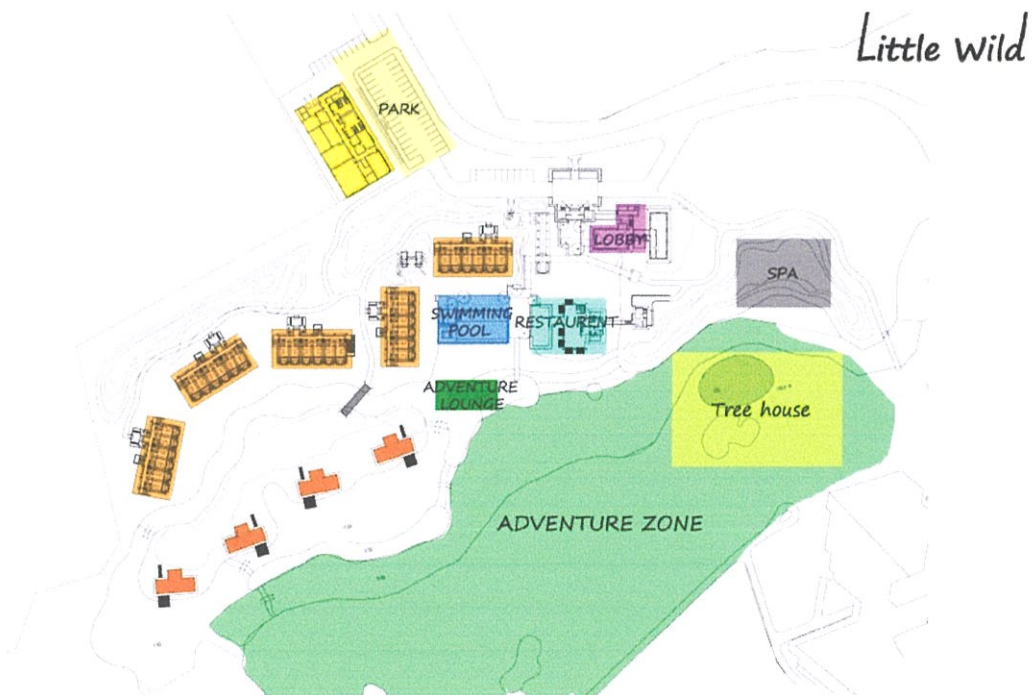 Little Wild
PARK
LOBBY
SPA
SWIMMING
POOL
RESTAURENT
ADVENTURE
LOUNGE
Tree house
ADVENTURE ZONE